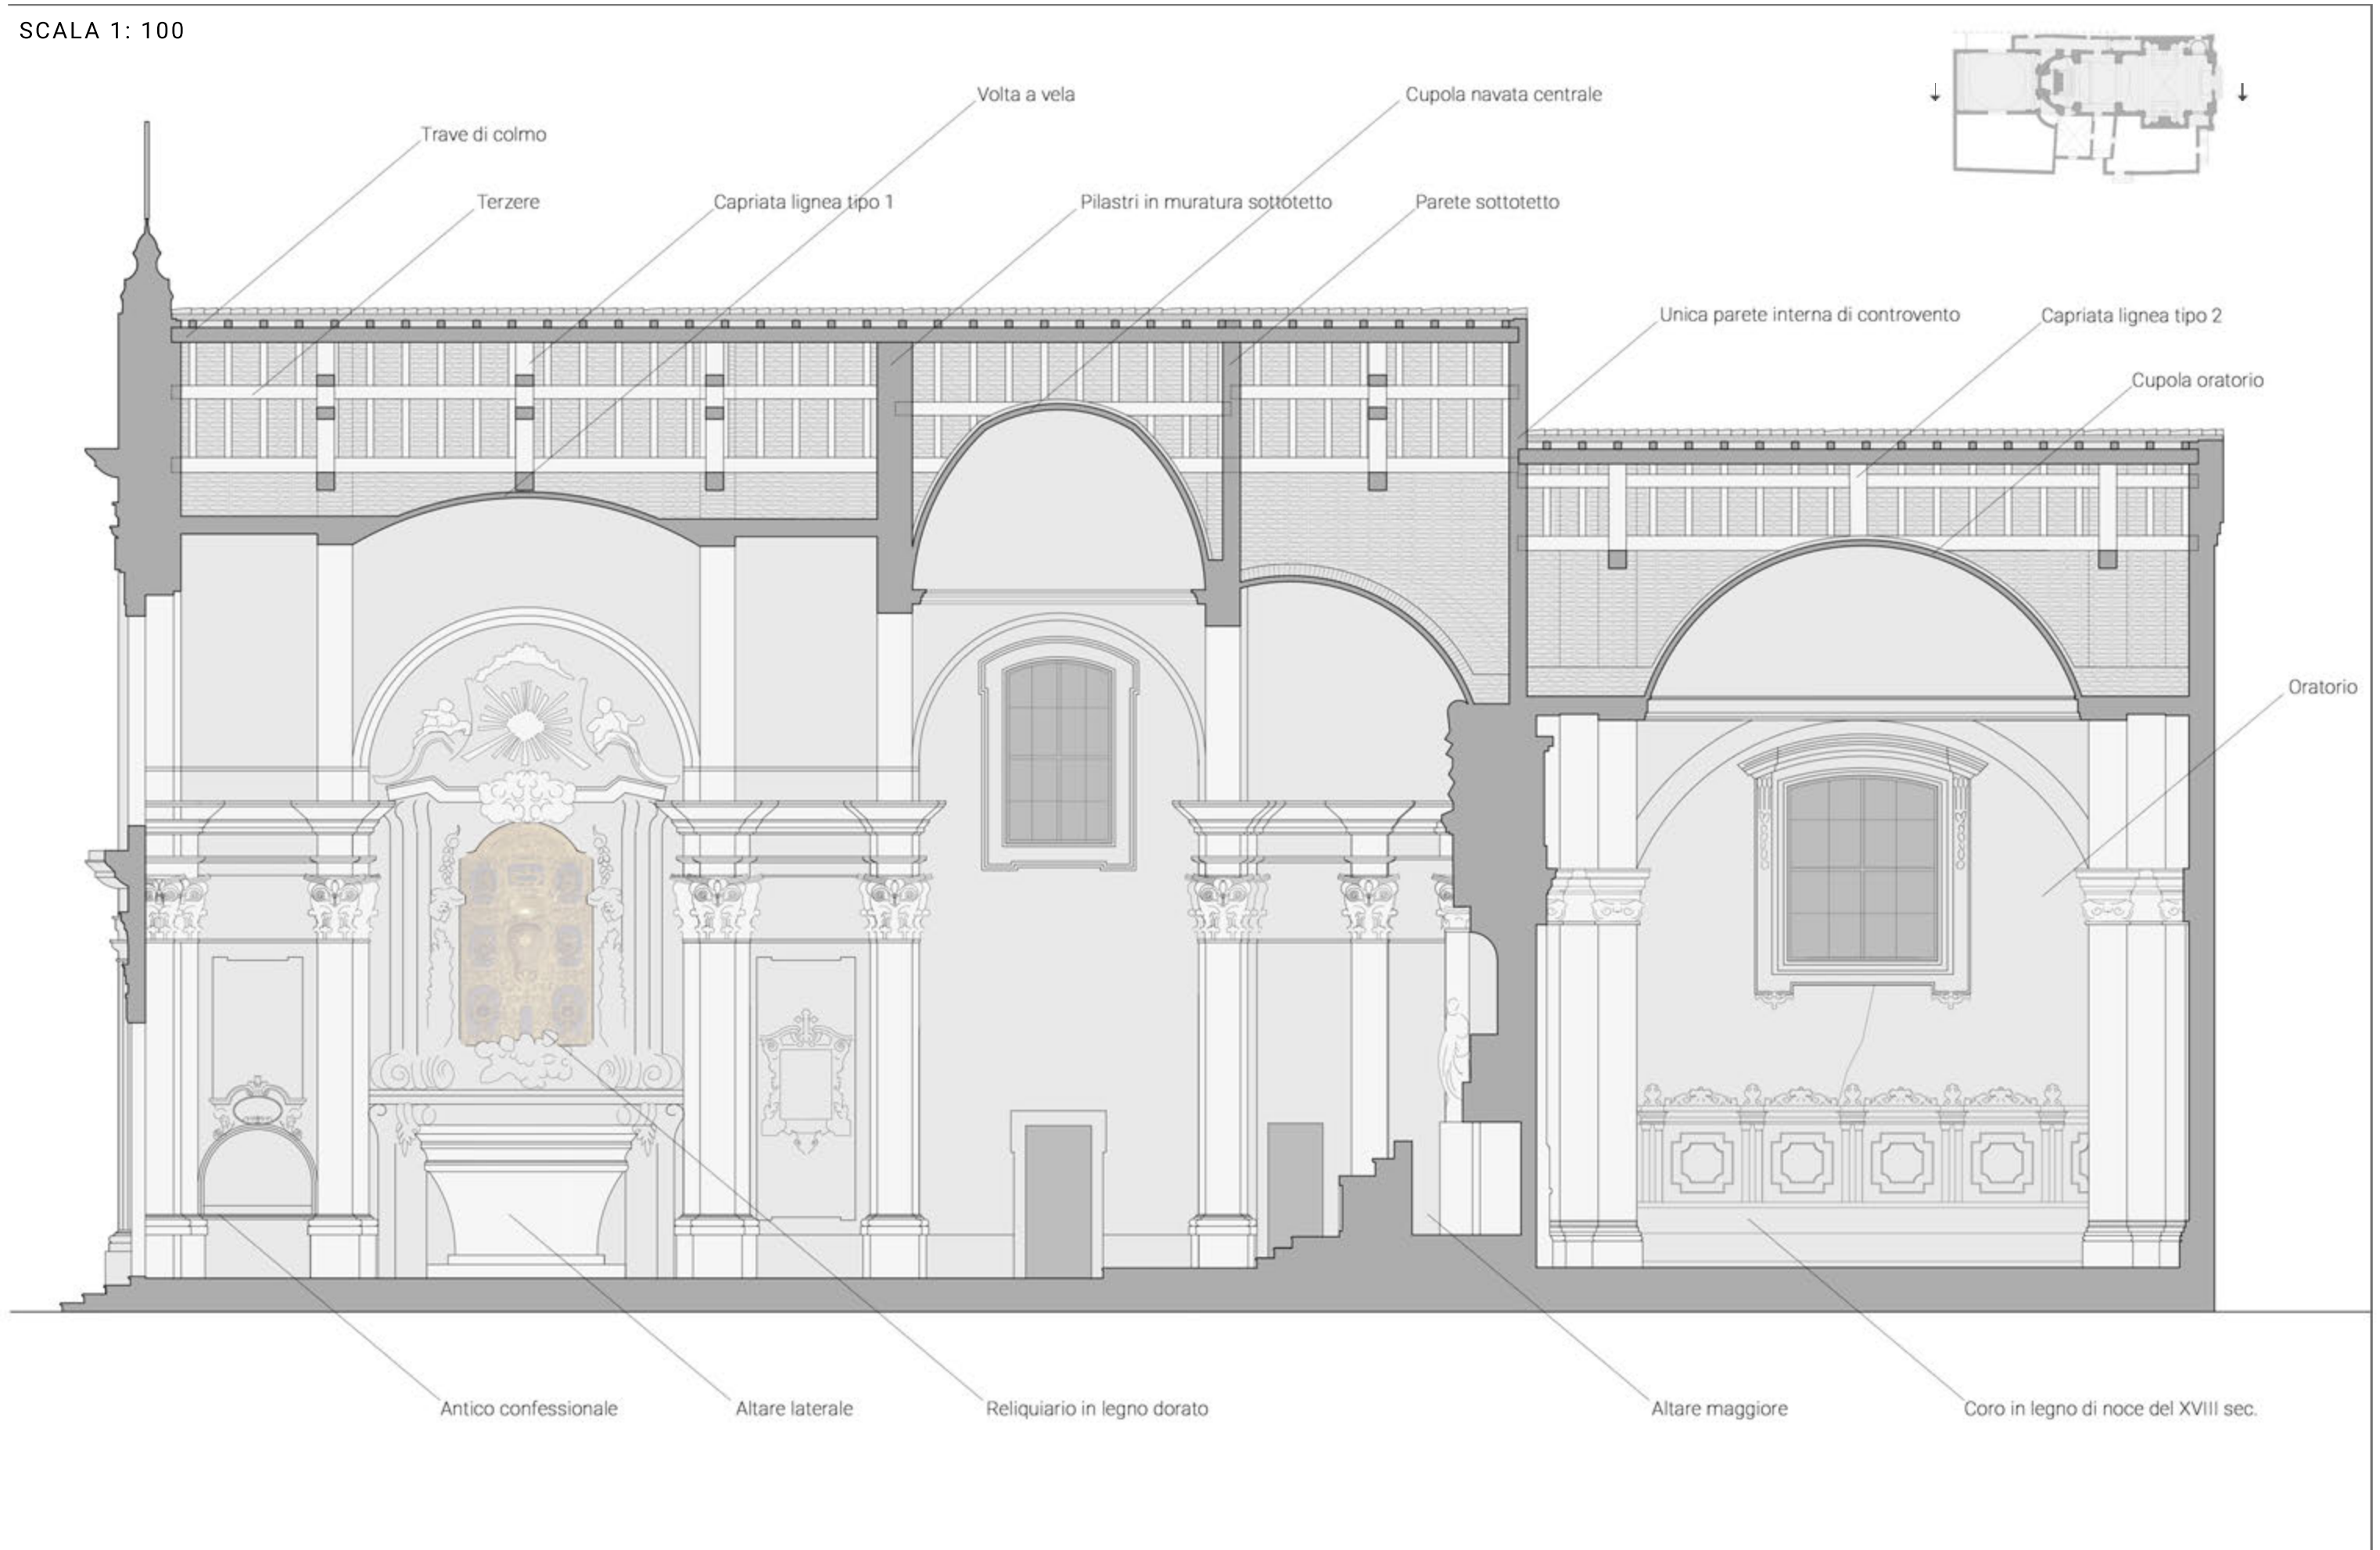 SCALA 1: 100
Volta a vela
Cupola navata centrale
Trave di colmo
Terzere
Capriata lignea tipo 1
Pilastri in muratura sottotetto
Parete sottotetto
Unica parete interna di controvento
Capriata lignea tipo 2
Cupola oratorio
Oratorio
Antico confessionale
Altare laterale
Reliquiario in legno dorato
Altare maggiore
Coro in legno di noce del XVIII sec.